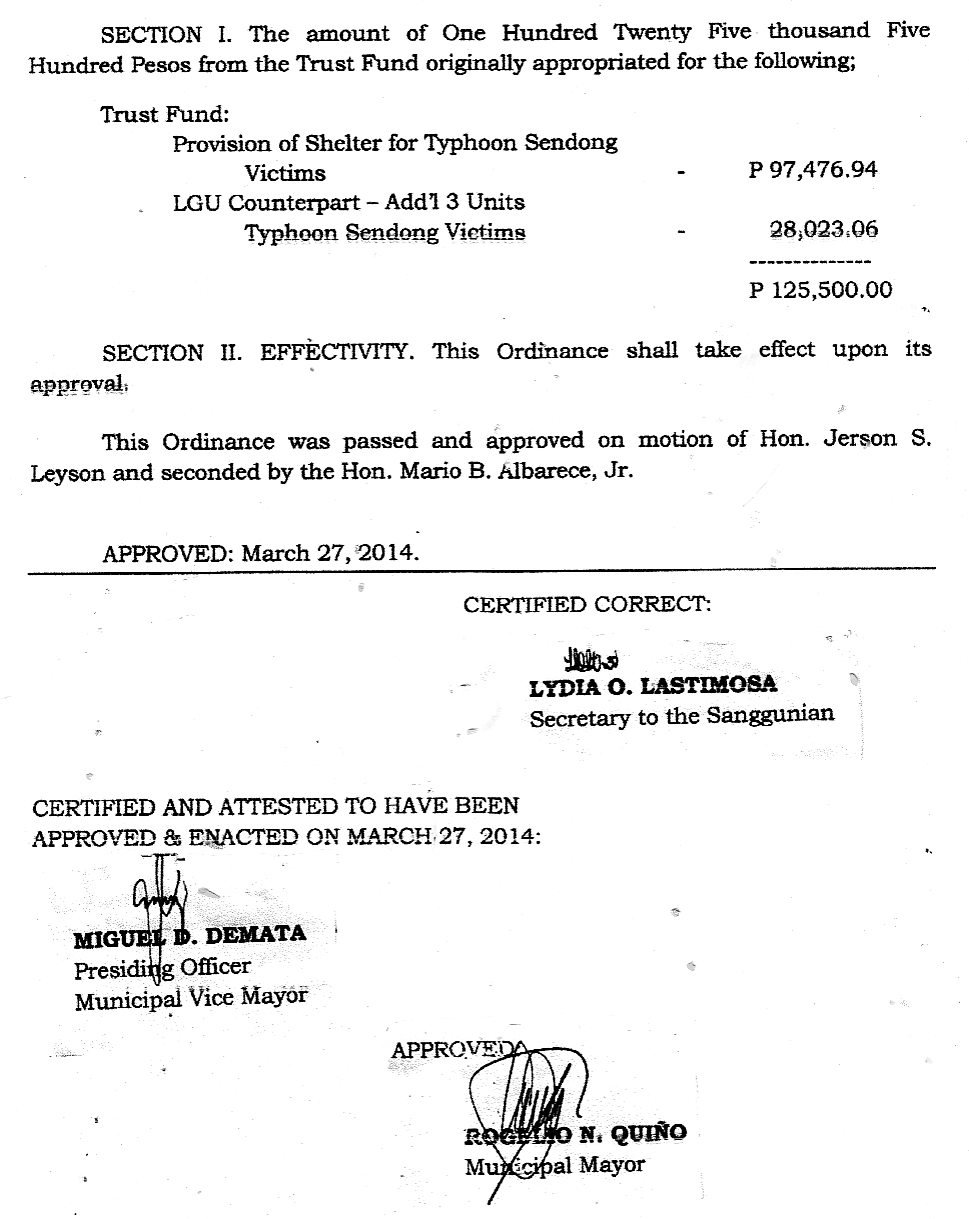 SECTION I. The amount of One Hundred Twenty Five thousand Five
Hundred Pesos from the Trust Fund originally appropriated for the following;
Trust Fund:
Provision of Shelter for Typhoon Sendong
Victims - P 97,476.94
LGU Counterpart – Add'l 3 Units
Typhoon Sendong Victims - 28,023.06
--------------
P 125,500.00
SECTION II. EFFECTIVITY. This Ordinance shall take effect upon its
approval.
This Ordinance was passed and approved on motion of Hon. Jerson S.
Leyson and seconded by the Hon. Mario B. Albarece, Jr.
APPROVED: March 27, 2014.
CERTIFIED CORRECT:
LYDIA O. LASTIMOSA
Secretary to the Sanggunian
CERTIFIED AND ATTESTED TO HAVE BEEN
APPROVED & ENACTED ON MARCH 27, 2014:
MIGUEL D. DEMATA
Presiding Officer
Municipal Vice Mayor
APPROVED:
ROGELIO N. QUIÑO
Municipal Mayor